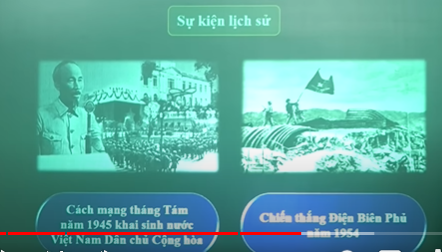 Sự kiện lịch sử
Cách mạng tháng Tám
năm 1945 khai sinh nước
Việt Nam Dân chủ Cộng hòa
Chiến thắng Điện Biên Phủ
năm 1954